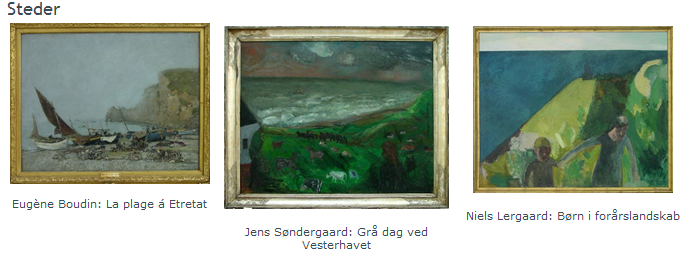 Steder
Eugène Boudin: La plage á Etretat
Jens Søndergaard: Grå dag ved
Vesterhavet
Niels Lergaard: Børn i forårslandskab